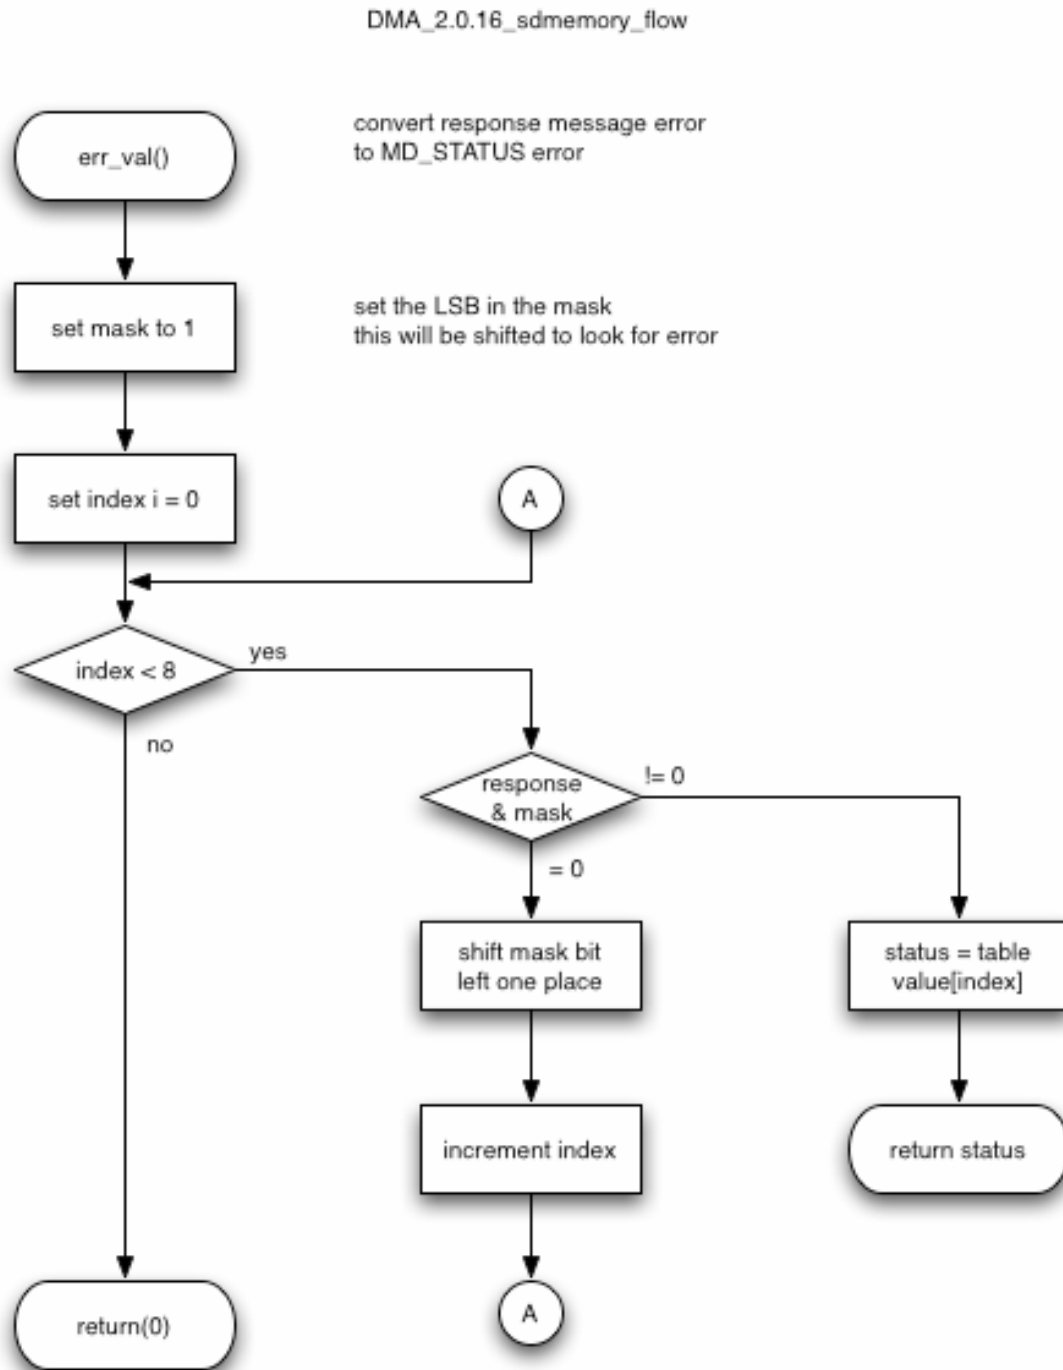 DMA_2.0.16_sdmemory_flow
err_val()
convert response message error
to MD_STATUS error
set mask to 1
set the LSB in the mask
this will be shifted to look for error
set index i = 0
A
index < 8
yes
no
response
& mask
!= 0
= 0
shift mask bit
left one place
status = table
value[index]
increment index
return status
return(0)
A